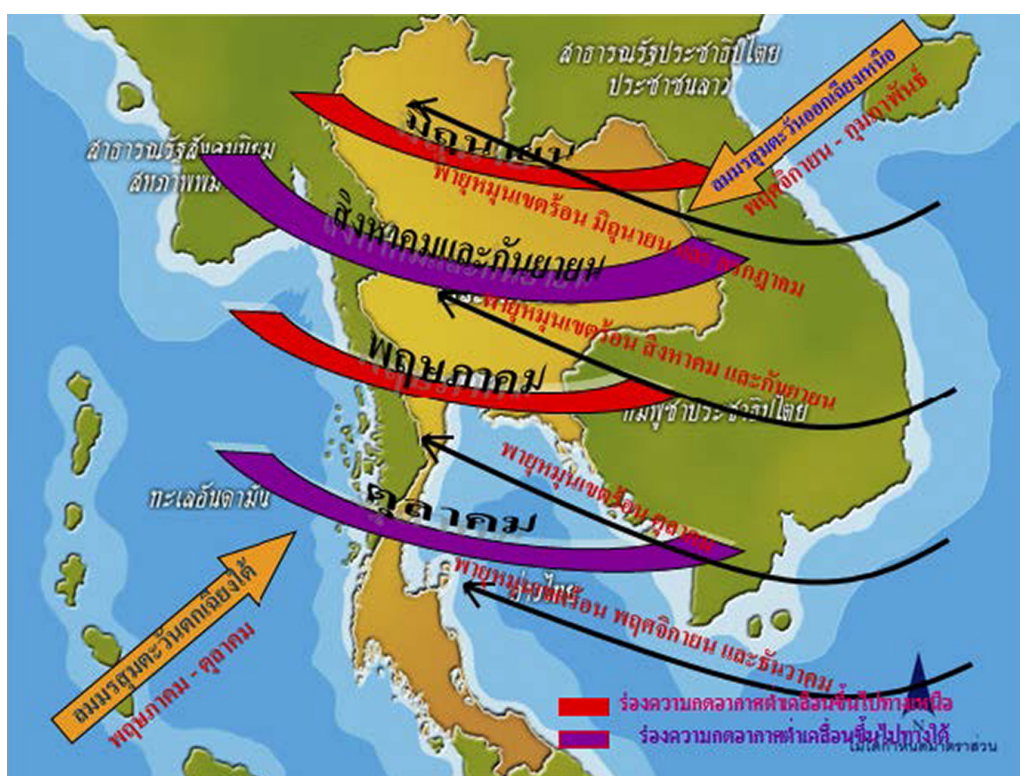 สาธารณรัฐประชาธิปไตย
ประชาชนลาว
ลมมรสุมตะวันออกเฉียงเหนือ
พฤศจิกายน - กุมภาพันธ์
สาธารณรัฐสังคมนิยม
สหภาพพม่า
มิถุนายน
พายุหมุนเขตร้อน มิถุนายน และ กรกฎาคม
สิงหาคมและกันยายน
พายุหมุนเขตร้อน สิงหาคม และกันยายน
พฤษภาคม
กัมพูชาประชาธิปไตย
พายุหมุนเขตร้อน ตุลาคม
ทะเลอันดามัน
ตุลาคม
อ่าวไทย
พายุหมุนเขตร้อน พฤศจิกายน และธันวาคม
ลมมรสุมตะวันตกเฉียงใต้
พฤษภาคม - ตุลาคม
N
ร่องความกดอากาศต่ำเคลื่อนขึ้นไปทางเหนือ
ร่องความกดอากาศต่ำเคลื่อนขึ้นไปทางใต้
ไม่ได้กำหนดมาตราส่วน